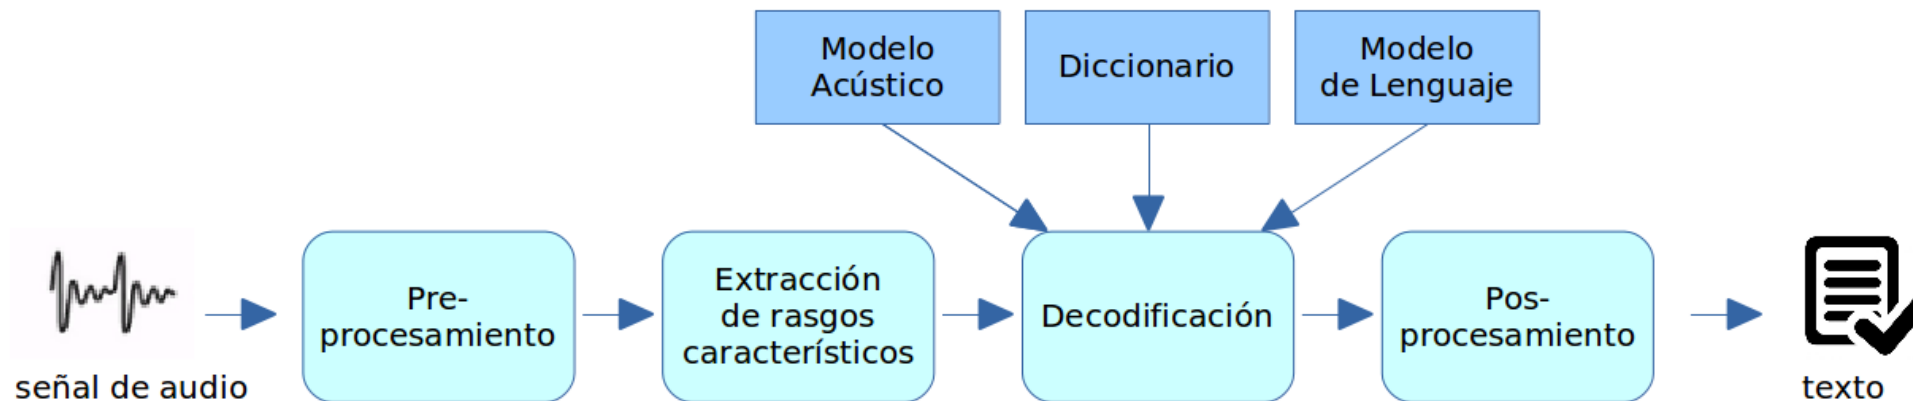 Modelo
Acústico
Diccionario
Modelo
de Lenguaje
señal de audio
Pre-
procesamiento
Extracción
de rasgos
característicos
Decodificación
Pos-
procesamiento
texto